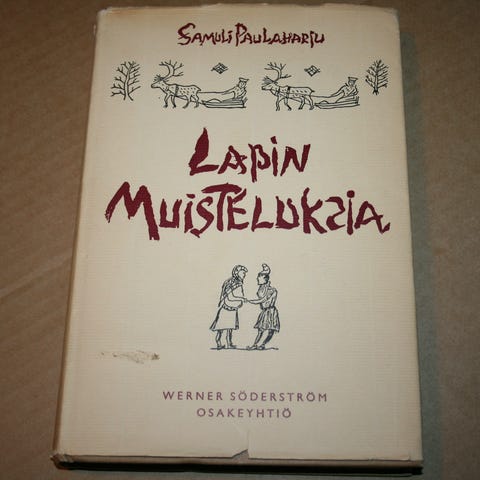 SAMULI PAULAHARJU
LAPIN
MUISTELUKSIA
WERNER SÖDERSTRÖM
OSAKEYHTIÖ